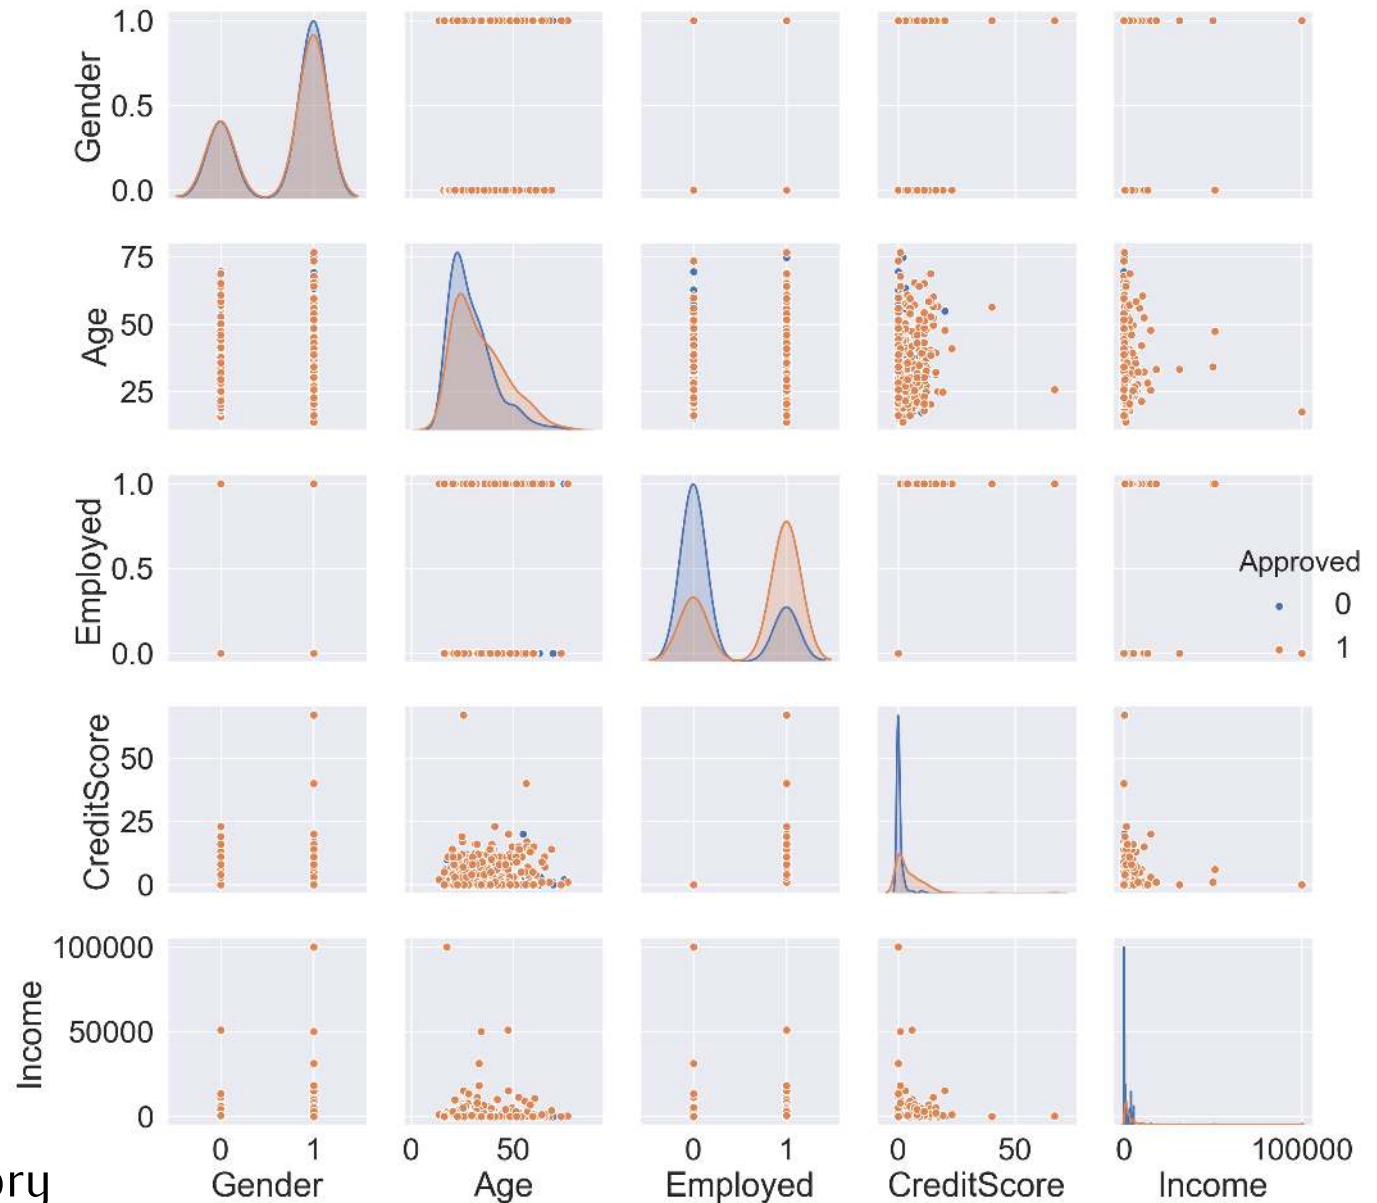 1.0
0.5
0.0
Gender
75
50
25
Age
1.0
0.5
0.0
Employed
Approved
0
1
50
25
0
CreditScore
100000
50000
0
Income
0 1 0 50 0 1 0 50 0 100000
Gender Age Employed CreditScore Income
ory